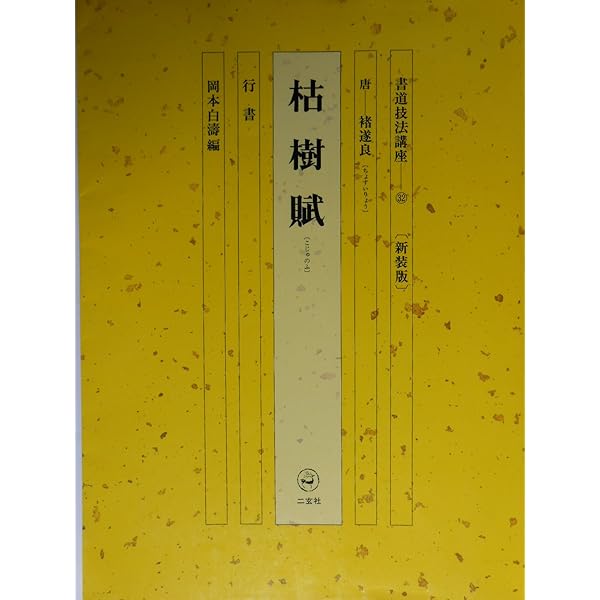 書道技法講座——㉜〔新装版〕
唐——褚遂良(ちょすいりょう)
枯樹賦(こじゅのふ)
行書
岡本白濤編
二玄社